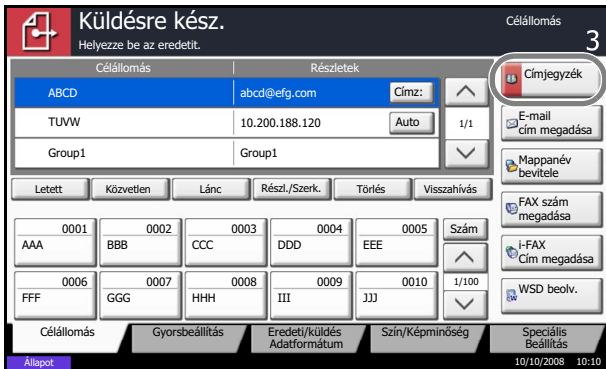 Küldésre kész.
Helyezze be az eredetit.
Célállomás
3
Célállomás Részletek
ABCD abcd@efg.com Címz:
TUVW 10.200.188.120 Auto 1/1
Group1 Group1
Címjegyzék
E-mail
cím megadása
Mappanév
bevitele
FAX szám
megadása
i-FAX
Cím megadása
WSD beolv.
Letett Közvetlen Lánc Részl./Szerk. Törlés Visszahívás
0001 0002 0003 0004 0005 Szám
AAA BBB CCC DDD EEE
0006 0007 0008 0009 0010 1/100
FFF GGG HHH III JJJ
Célállomás Gyorsbeállítás Eredeti/küldés
Adatformátum Szín/Képminőség Speciális
Beállítás
Állapot 10/10/2008 10:10